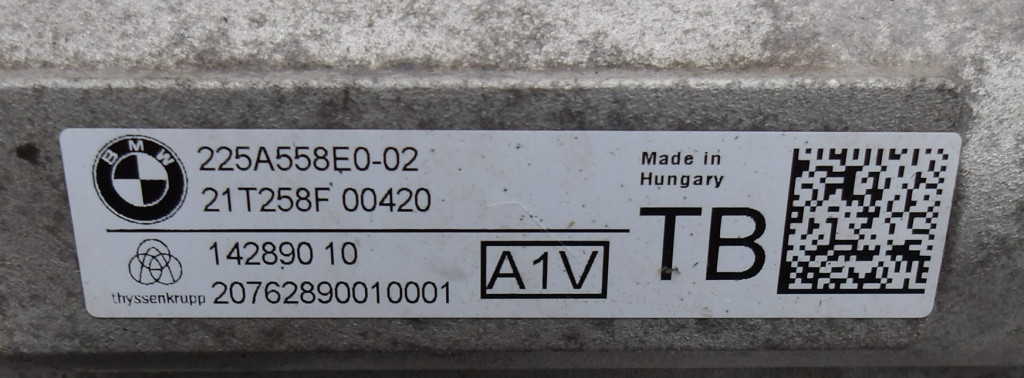 BMW
225A558E0-02
21T258F 00420
142890 10
thyssenkrupp 20762890010001
A1V
Made in
Hungary
TB